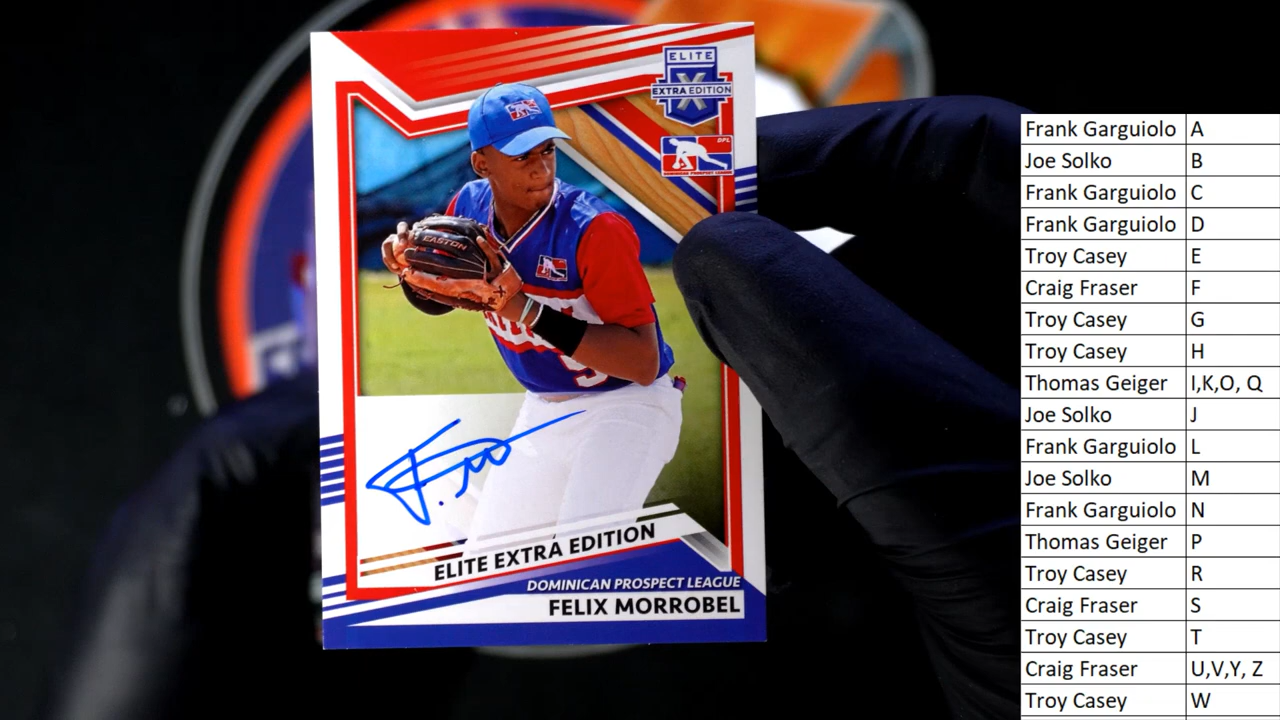 ELITE
X
EXTRA EDITION
DPL
DOMINICAN PROSPECT LEAGUE
EASTON
ELITE EXTRA EDITION
DOMINICAN PROSPECT LEAGUE
FELIX MORROBEL
Frank Garguiolo A
Joe Solko B
Frank Garguiolo C
Frank Garguiolo D
Troy Casey E
Craig Fraser F
Troy Casey G
Troy Casey H
Thomas Geiger I,K,O, Q
Joe Solko J
Frank Garguiolo L
Joe Solko M
Frank Garguiolo N
Thomas Geiger P
Troy Casey R
Craig Fraser S
Troy Casey T
Craig Fraser U,V,Y, Z
Troy Casey W